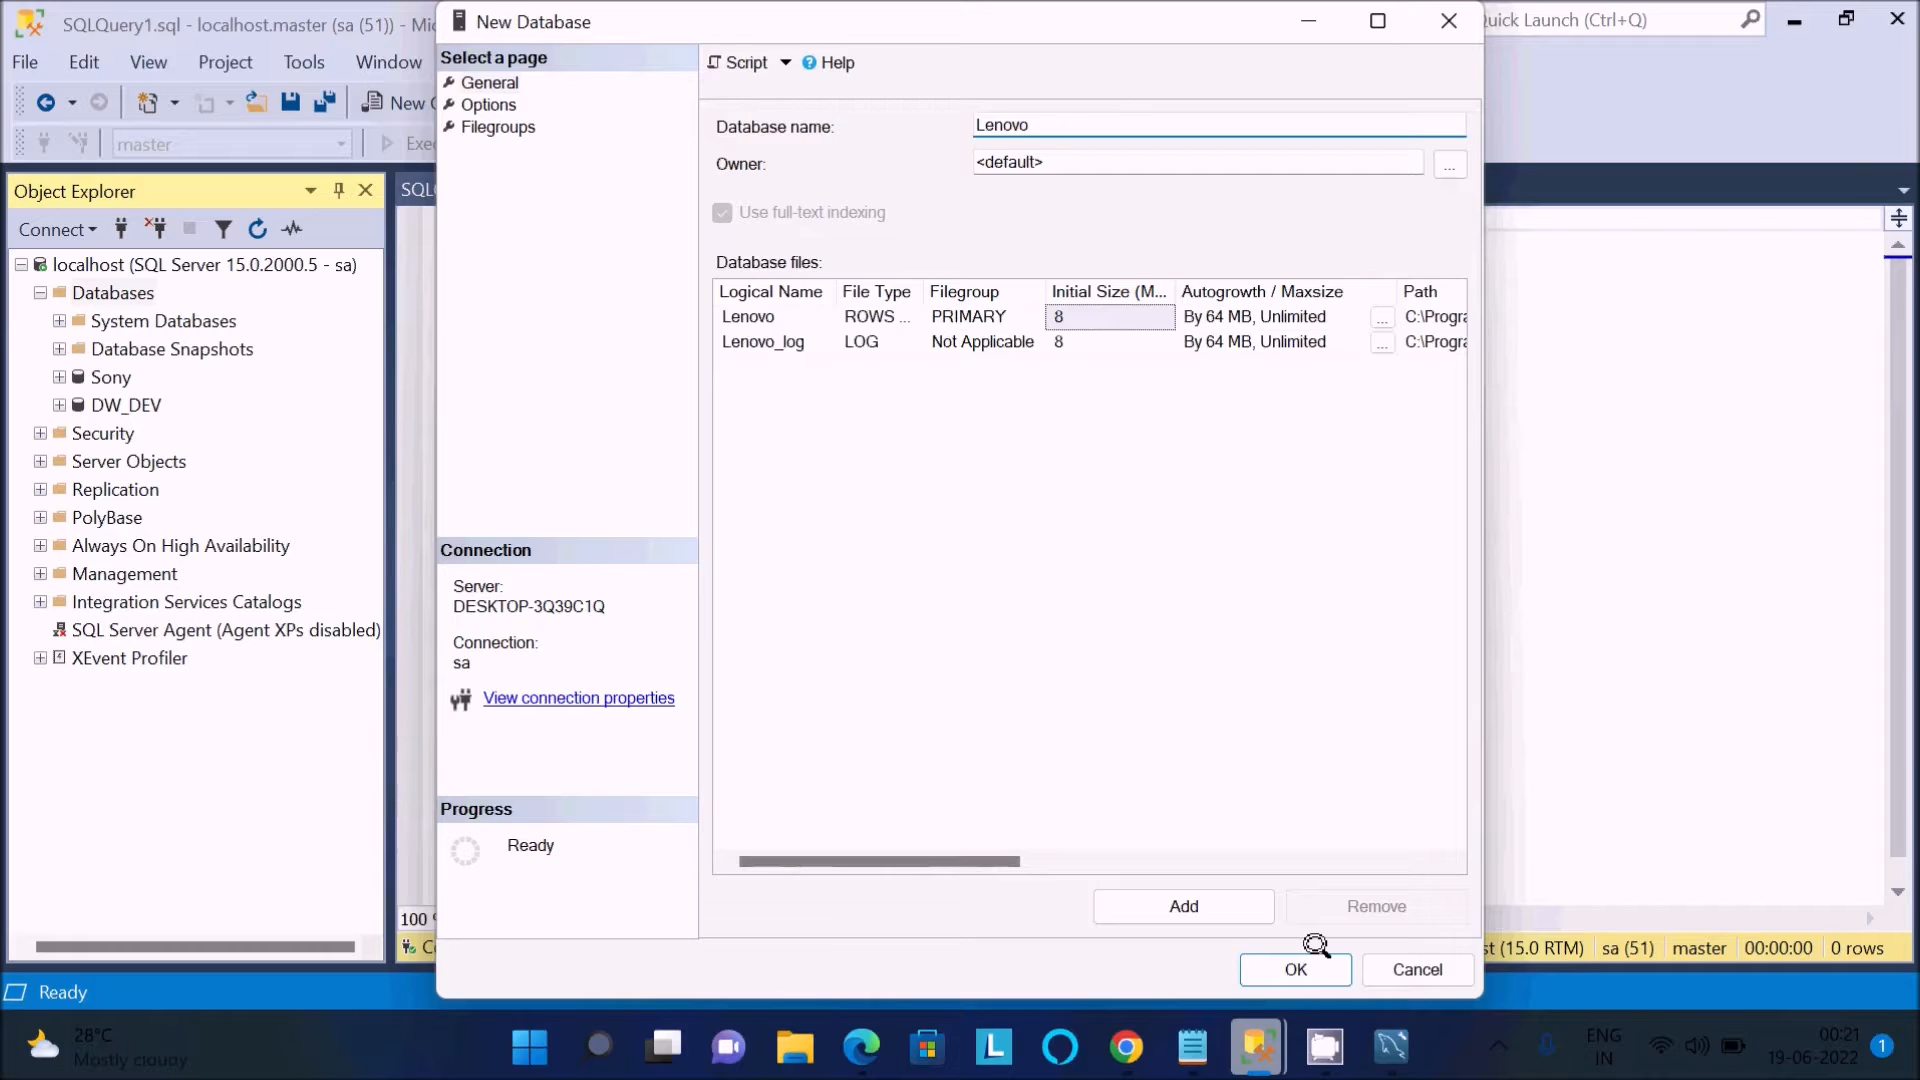 SQLQuery1.sql - localhost.master (sa (51)) - Mi
New Database
Quick Launch (Ctrl+Q)
File Edit View Project Tools Window
Select a page
General
Options
Filegroups
Script Help
New
master
Database name:
Lenovo
Owner:
<default>
...
Use full-text indexing
Database files:
Logical Name File Type Filegroup Initial Size (M... Autogrowth / Maxsize Path
Lenovo ROWS ... PRIMARY 8 By 64 MB, Unlimited ... C:\Progra
Lenovo_log LOG Not Applicable 8 By 64 MB, Unlimited ... C:\Progra
Object Explorer
Connect
localhost (SQL Server 15.0.2000.5 - sa)
Databases
System Databases
Database Snapshots
Sony
DW_DEV
Security
Server Objects
Replication
PolyBase
Always On High Availability
Management
Integration Services Catalogs
SQL Server Agent (Agent XPs disabled)
XEvent Profiler
Connection
Server:
DESKTOP-3Q39C1Q
Connection:
sa
View connection properties
Progress
Ready
Add
Remove
OK
Cancel
100 %
st (15.0 RTM) sa (51) master 00:00:00 0 rows
Ready
28°C
Mostly cloudy
L
ENG
IN
00:21
19-06-2022
1